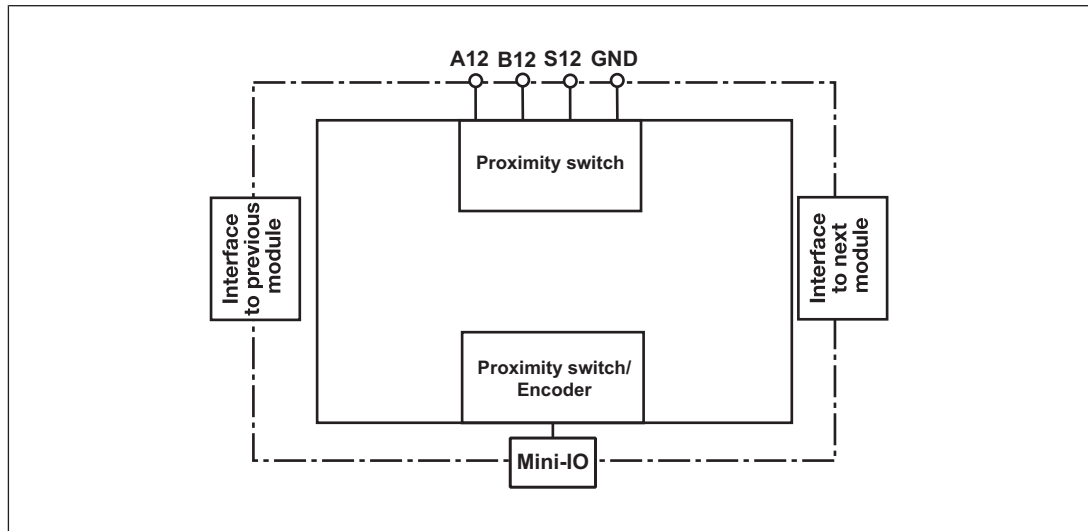 A12 B12 S12 GND
Proximity switch
Interface
to previous
module
Interface
to next
module
Proximity switch/
Encoder
Mini-IO